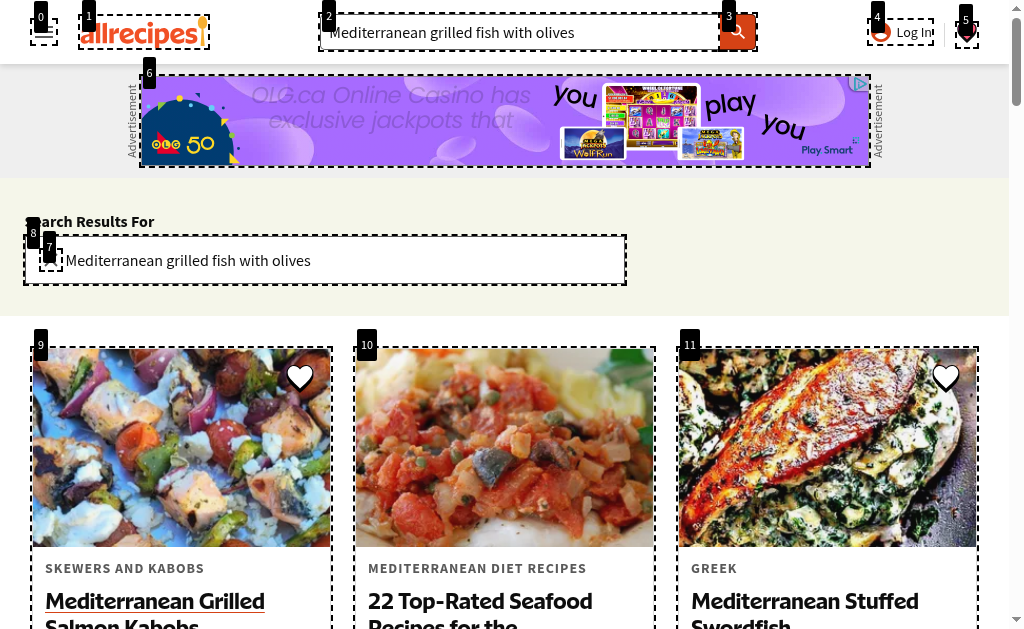 0
1
2
3
4
5
allrecipes
Mediterranean grilled fish with olives
Log In
6
Advertisement
OLG.ca Online Casino has
exclusive jackpots that
OLG 50
you
play
you
Play Smart
Advertisement
Search Results For
8
7
Mediterranean grilled fish with olives
9
10
11
SKEWERS AND KABOBS
Mediterranean Grilled
Salmon Kabobs
MEDITERRANEAN DIET RECIPES
22 Top-Rated Seafood
Recipes for the
GREEK
Mediterranean Stuffed
Swordfish